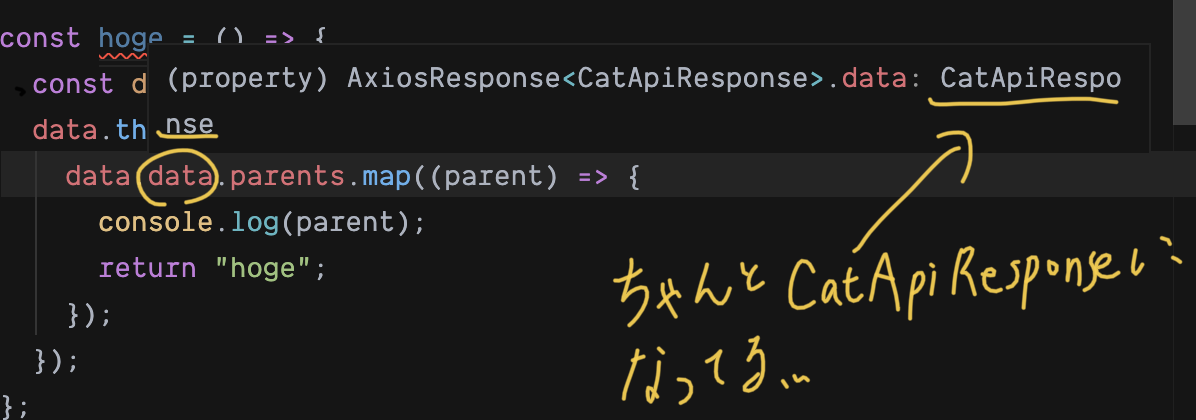 const hoge = () => {
(property) AxiosResponse<CatApiResponse>.data: CatApiRespo
nse
const d
data.th
data data.parents.map((parent) => {
console.log(parent);
return "hoge";
});
});
};
ちゃんと CatApiResponseに
なってる...